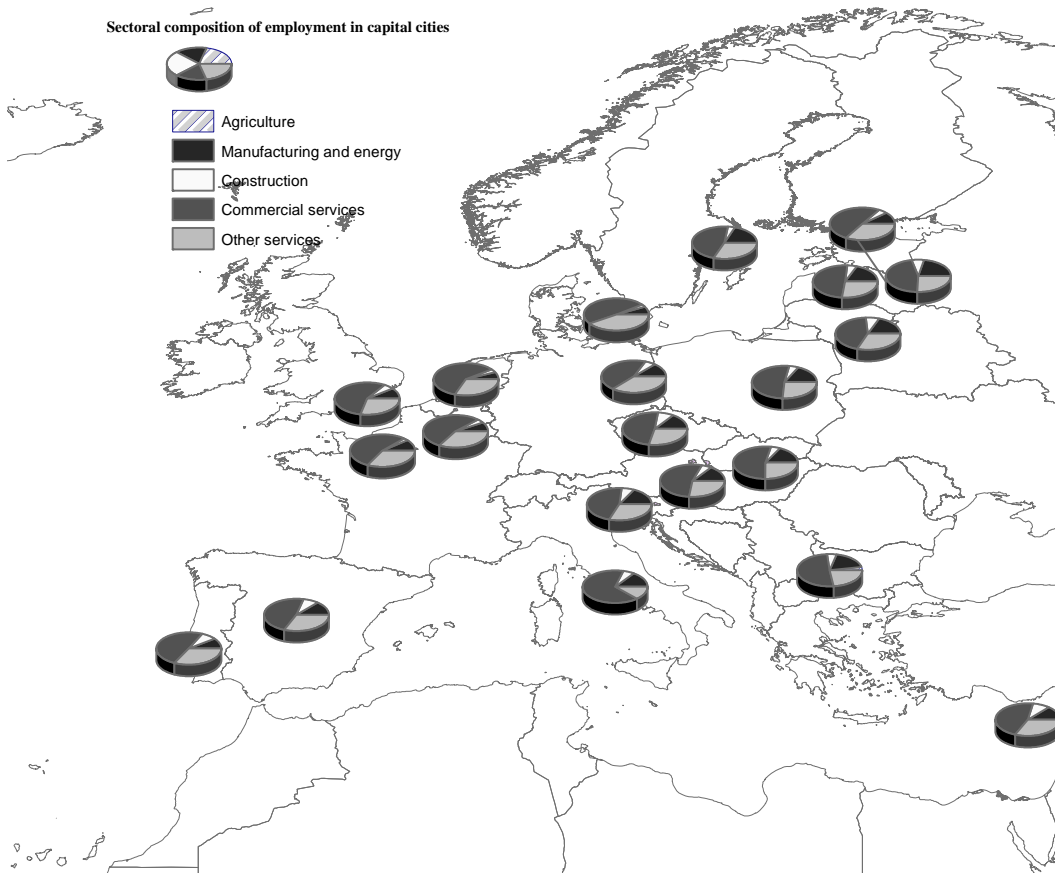 Sectoral composition of employment in capital cities
Agriculture
Manufacturing and energy
Construction
Commercial services
Other services